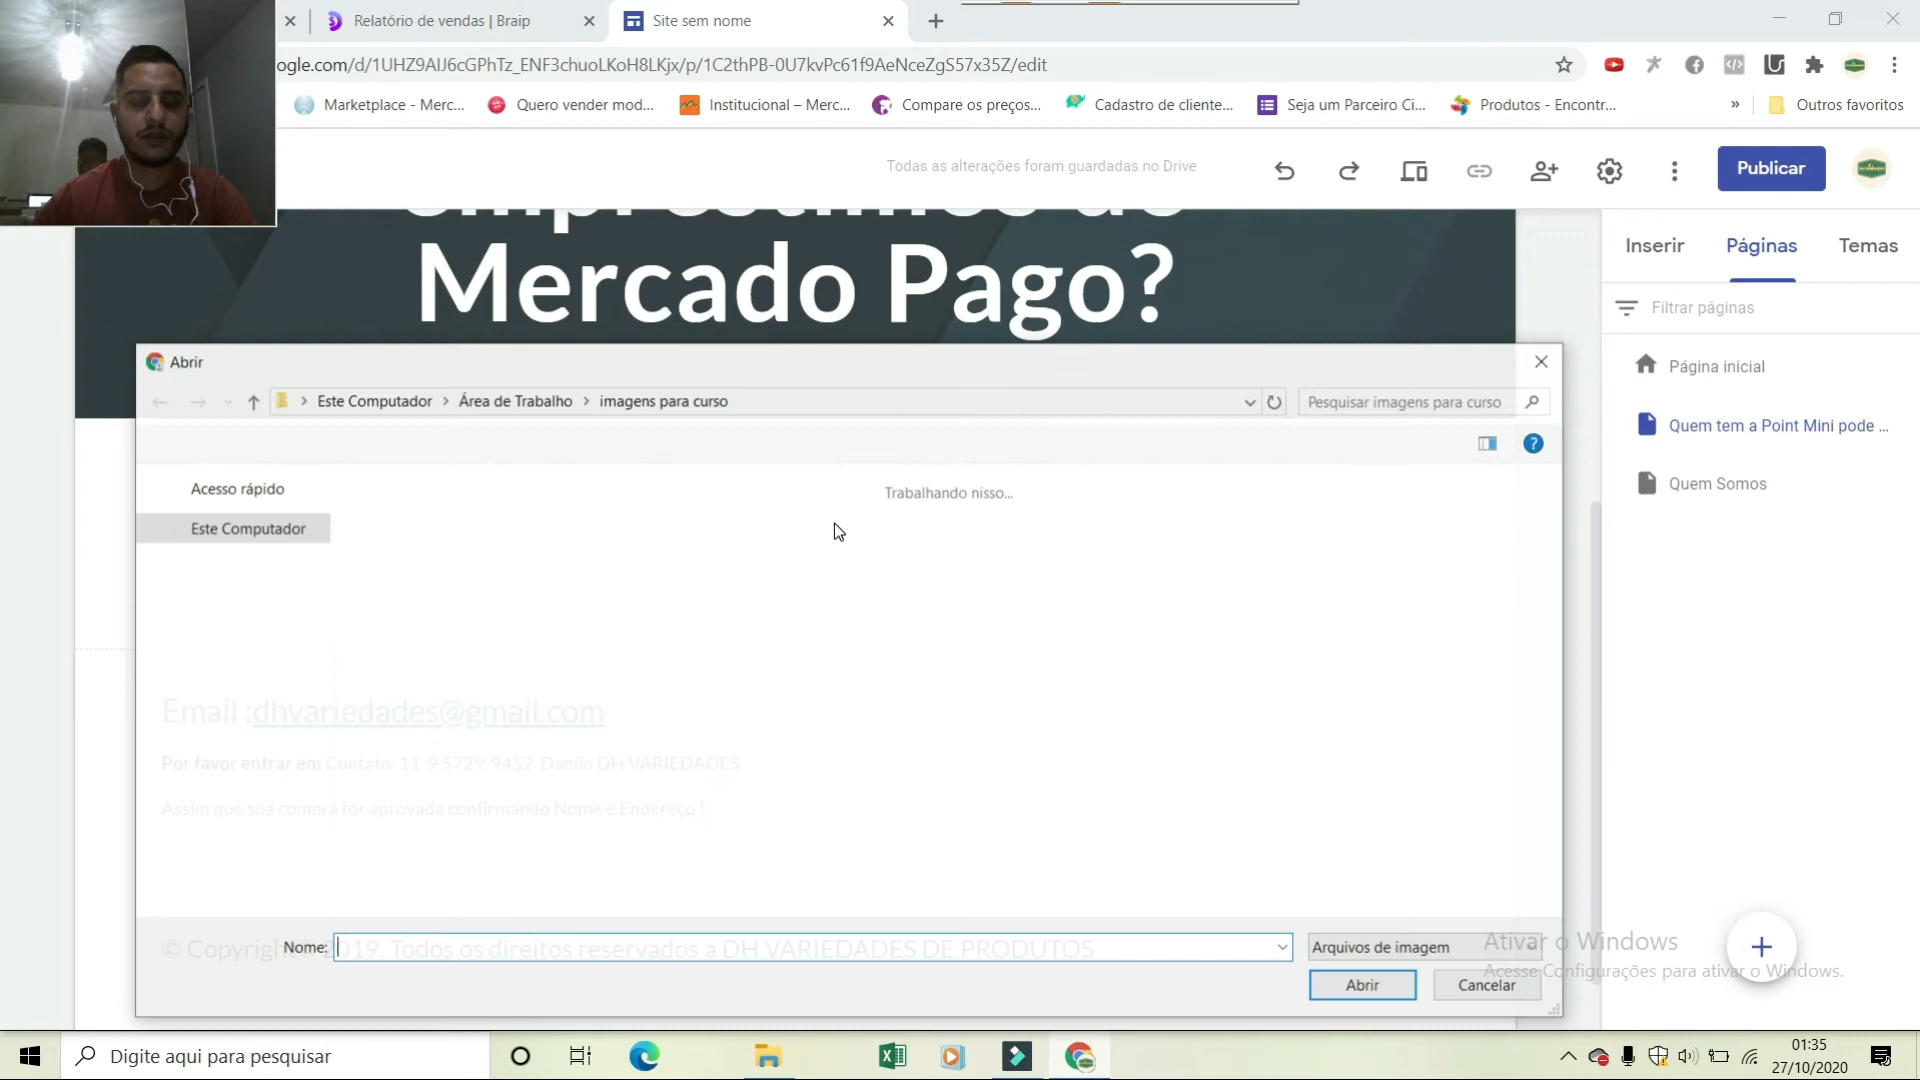 Relatório de vendas | Braip
Site sem nome
ogle.com/d/1UHZ9AIJ6cGPhTz_ENF3chuoLKoH8LKjx/p/1C2thPB-0U7kvPc61f9AeNceZgS57x35Z/edit
Marketplace - Merc...
Quero vender mod...
Institucional – Merc...
Compare os preços...
Cadastro de cliente...
Seja um Parceiro Ci...
Produtos - Encontr...
»
Outros favoritos
Todas as alterações foram guardadas no Drive
Publicar
Mercado Pago?
Inserir
Páginas
Temas
Filtrar páginas
Página inicial
Quem tem a Point Mini pode ...
Quem Somos
Abrir
Este Computador > Área de Trabalho > imagens para curso
Pesquisar imagens para curso
Acesso rápido
Este Computador
Trabalhando nisso...
Email :dhvariedades@gmail.com
Por favor entrar em Contato: 11 9 5729-9452 Danilo DH VARIEDADES
Assim que sua compra for aprovada confirmando Nome e Endereço !
Nome:
© Copyright 2019. Todos os direitos reservados a DH VARIEDADES DE PRODUTOS
Arquivos de imagem
Abrir
Cancelar
Ativar o Windows
Acesse Configurações para ativar o Windows.
Digite aqui para pesquisar
01:35
27/10/2020